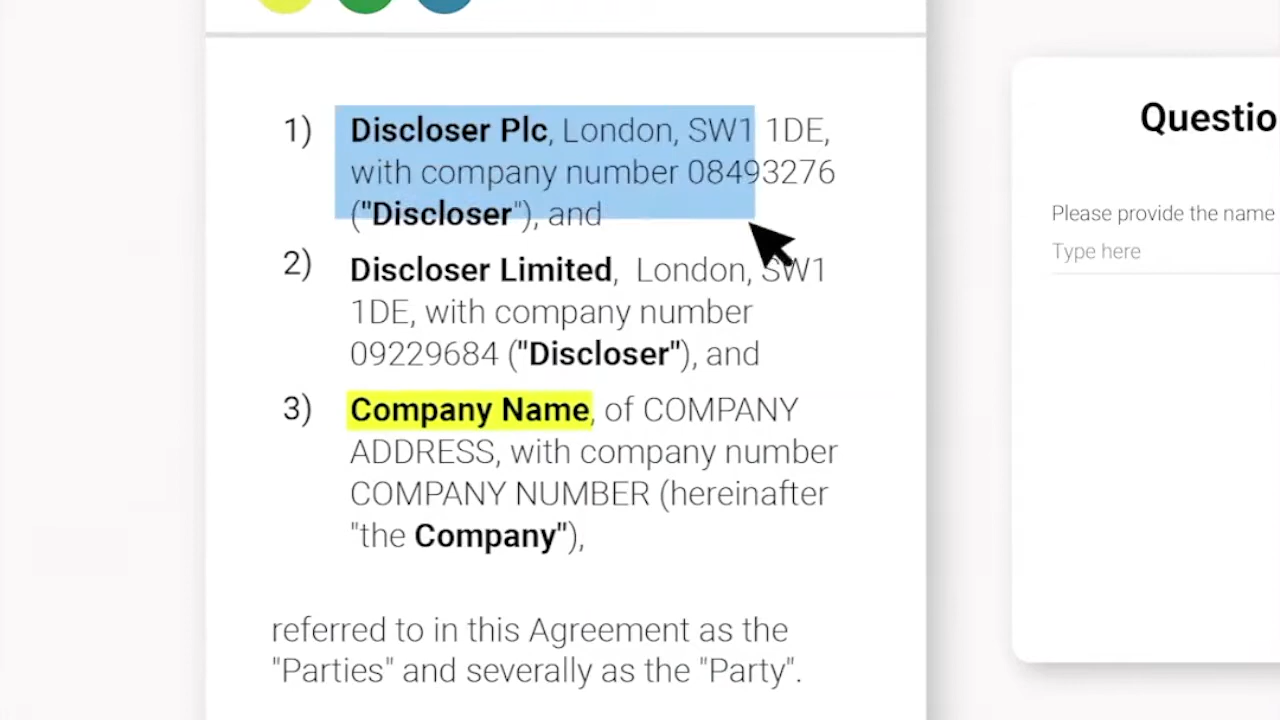 1) Discloser Plc, London, SW1 1DE,
with company number 08493276
("Discloser"), and
2) Discloser Limited, London, SW1
1DE, with company number
09229684 ("Discloser"), and
3) Company Name, of COMPANY
ADDRESS, with company number
COMPANY NUMBER (hereinafter
"the Company"),
referred to in this Agreement as the
"Parties" and severally as the "Party".
Questio
Please provide the name
Type here